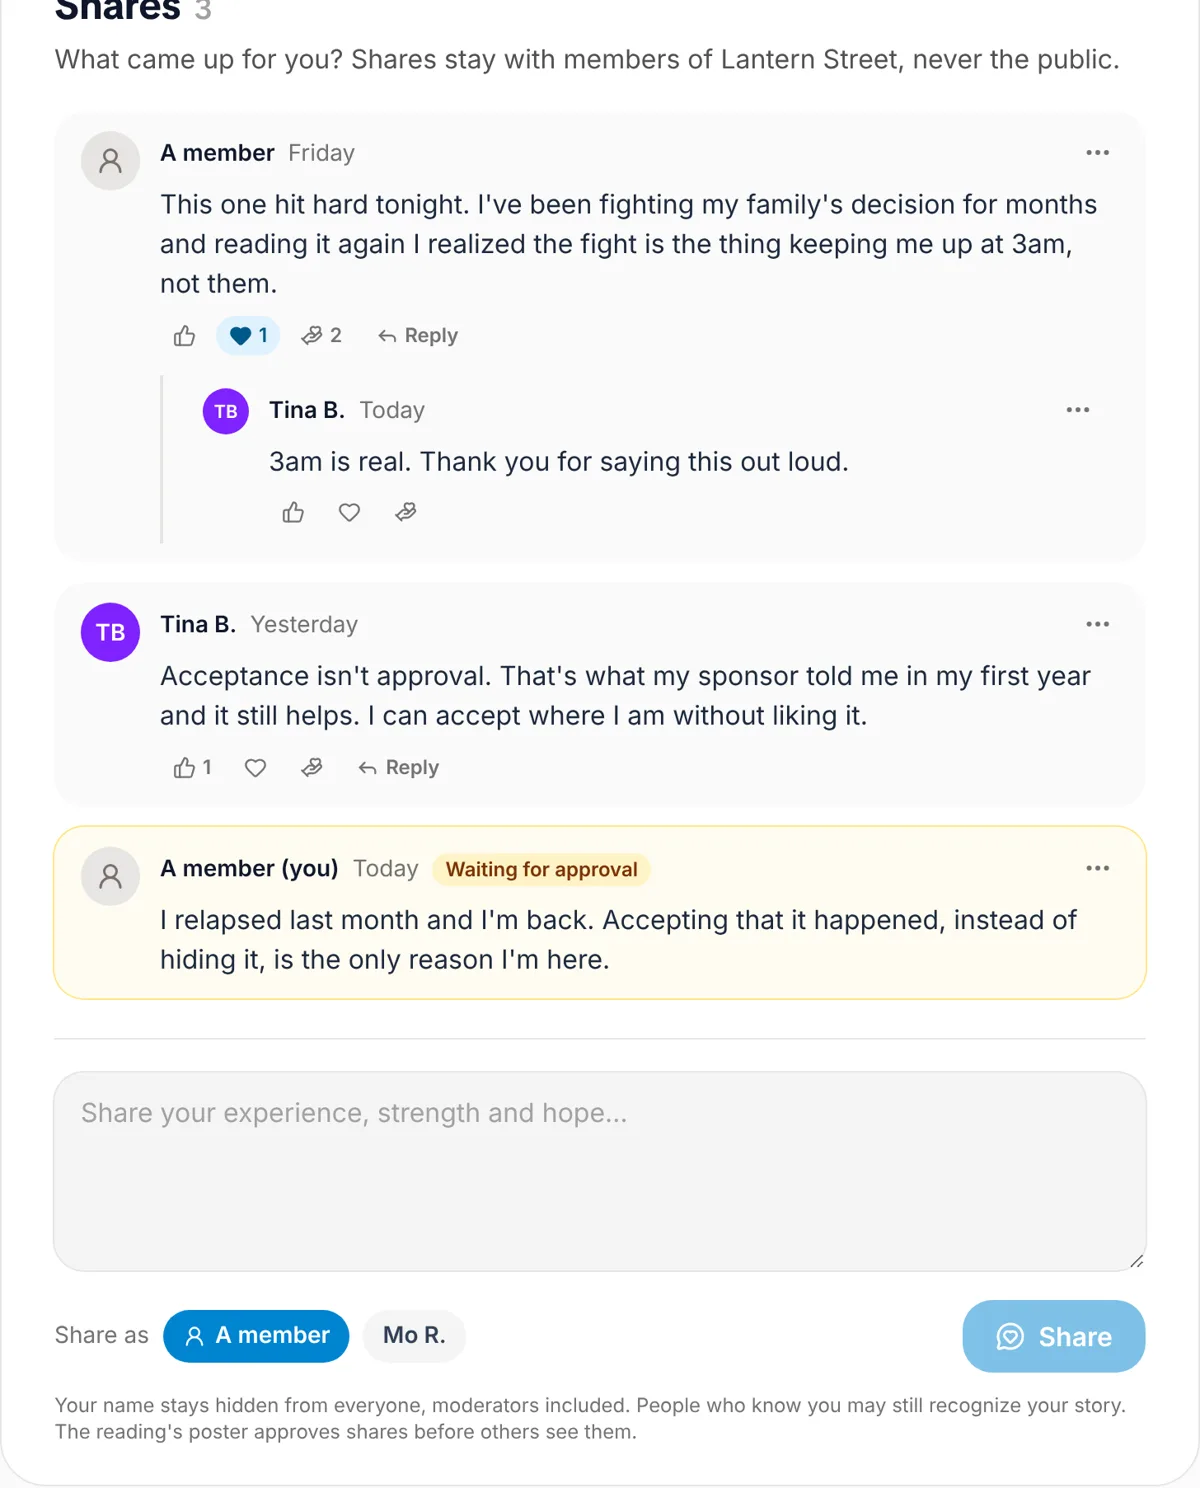 Shares 3
What came up for you? Shares stay with members of Lantern Street, never the public.
A member Friday
This one hit hard tonight. I've been fighting my family's decision for months
and reading it again I realized the fight is the thing keeping me up at 3am,
not them.
1 2 Reply
TB Tina B. Today
3am is real. Thank you for saying this out loud.
TB Tina B. Yesterday
Acceptance isn't approval. That's what my sponsor told me in my first year
and it still helps. I can accept where I am without liking it.
1 Reply
A member (you) Today Waiting for approval
I relapsed last month and I'm back. Accepting that it happened, instead of
hiding it, is the only reason I'm here.
Share your experience, strength and hope...
Share as A member Mo R. Share
Your name stays hidden from everyone, moderators included. People who know you may still recognize your story.
The reading's poster approves shares before others see them.